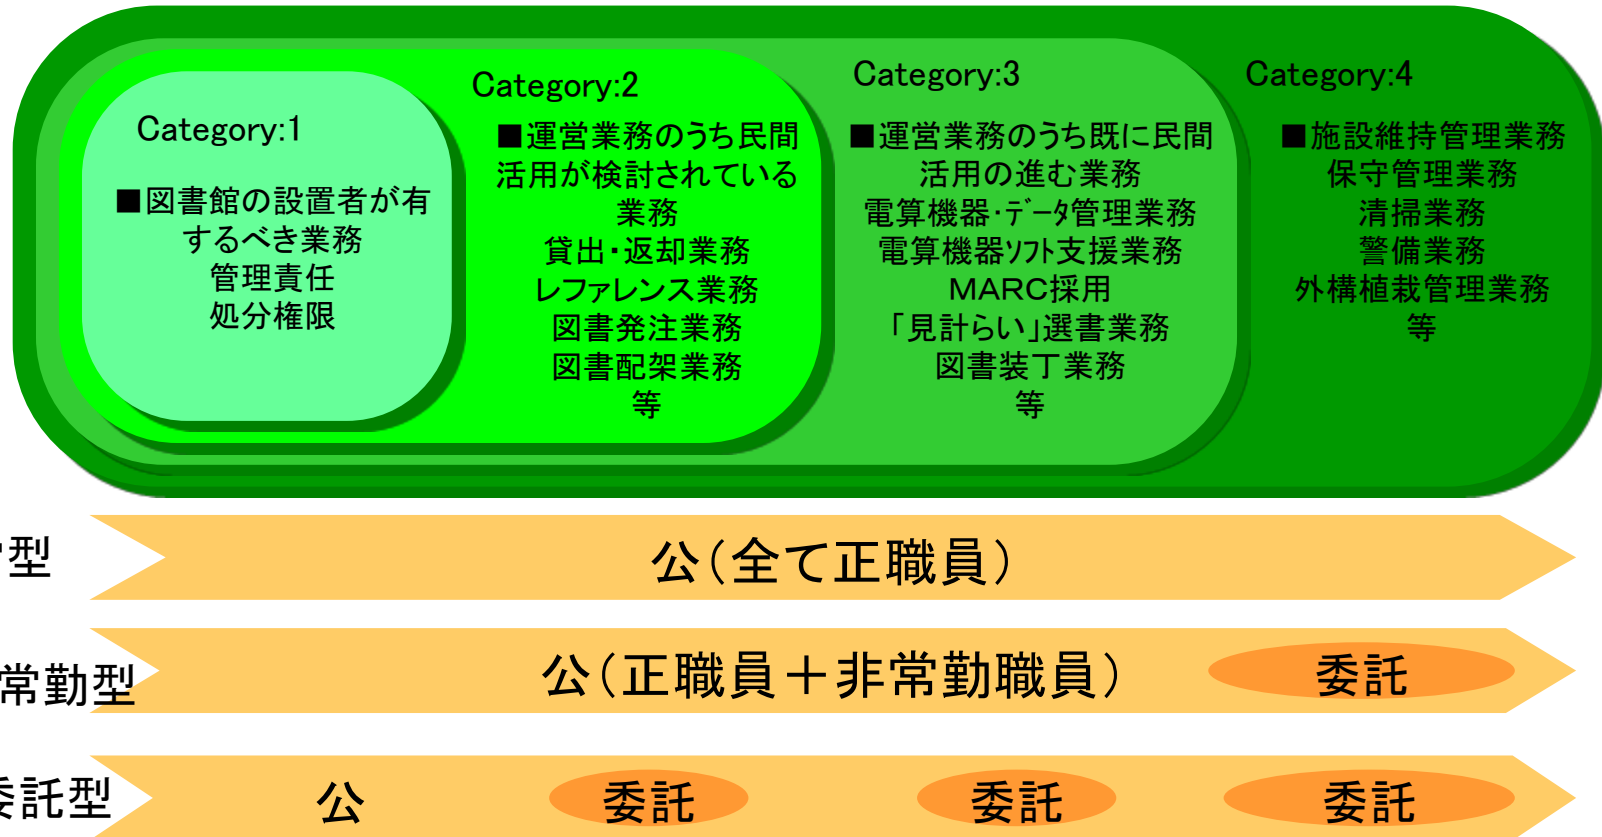 Category:1
■図書館の設置者が有
するべき業務
管理責任
処分権限
Category:2
■運営業務のうち民間
活用が検討されている
業務
貸出・返却業務
レファレンス業務
図書発注業務
図書配架業務
等
Category:3
■運営業務のうち既に民間
活用の進む業務
電算機器・ﾃﾞｰﾀ管理業務
電算機器ｿﾌﾄ支援業務
ＭＡＲＣ採用
「見計らい」選書業務
図書装丁業務
等
Category:4
■施設維持管理業務
保守管理業務
清掃業務
警備業務
外構植栽管理業務
等
型
公（全て正職員）
常勤型
公（正職員＋非常勤職員）
委託
委託型
公
委託
委託
委託